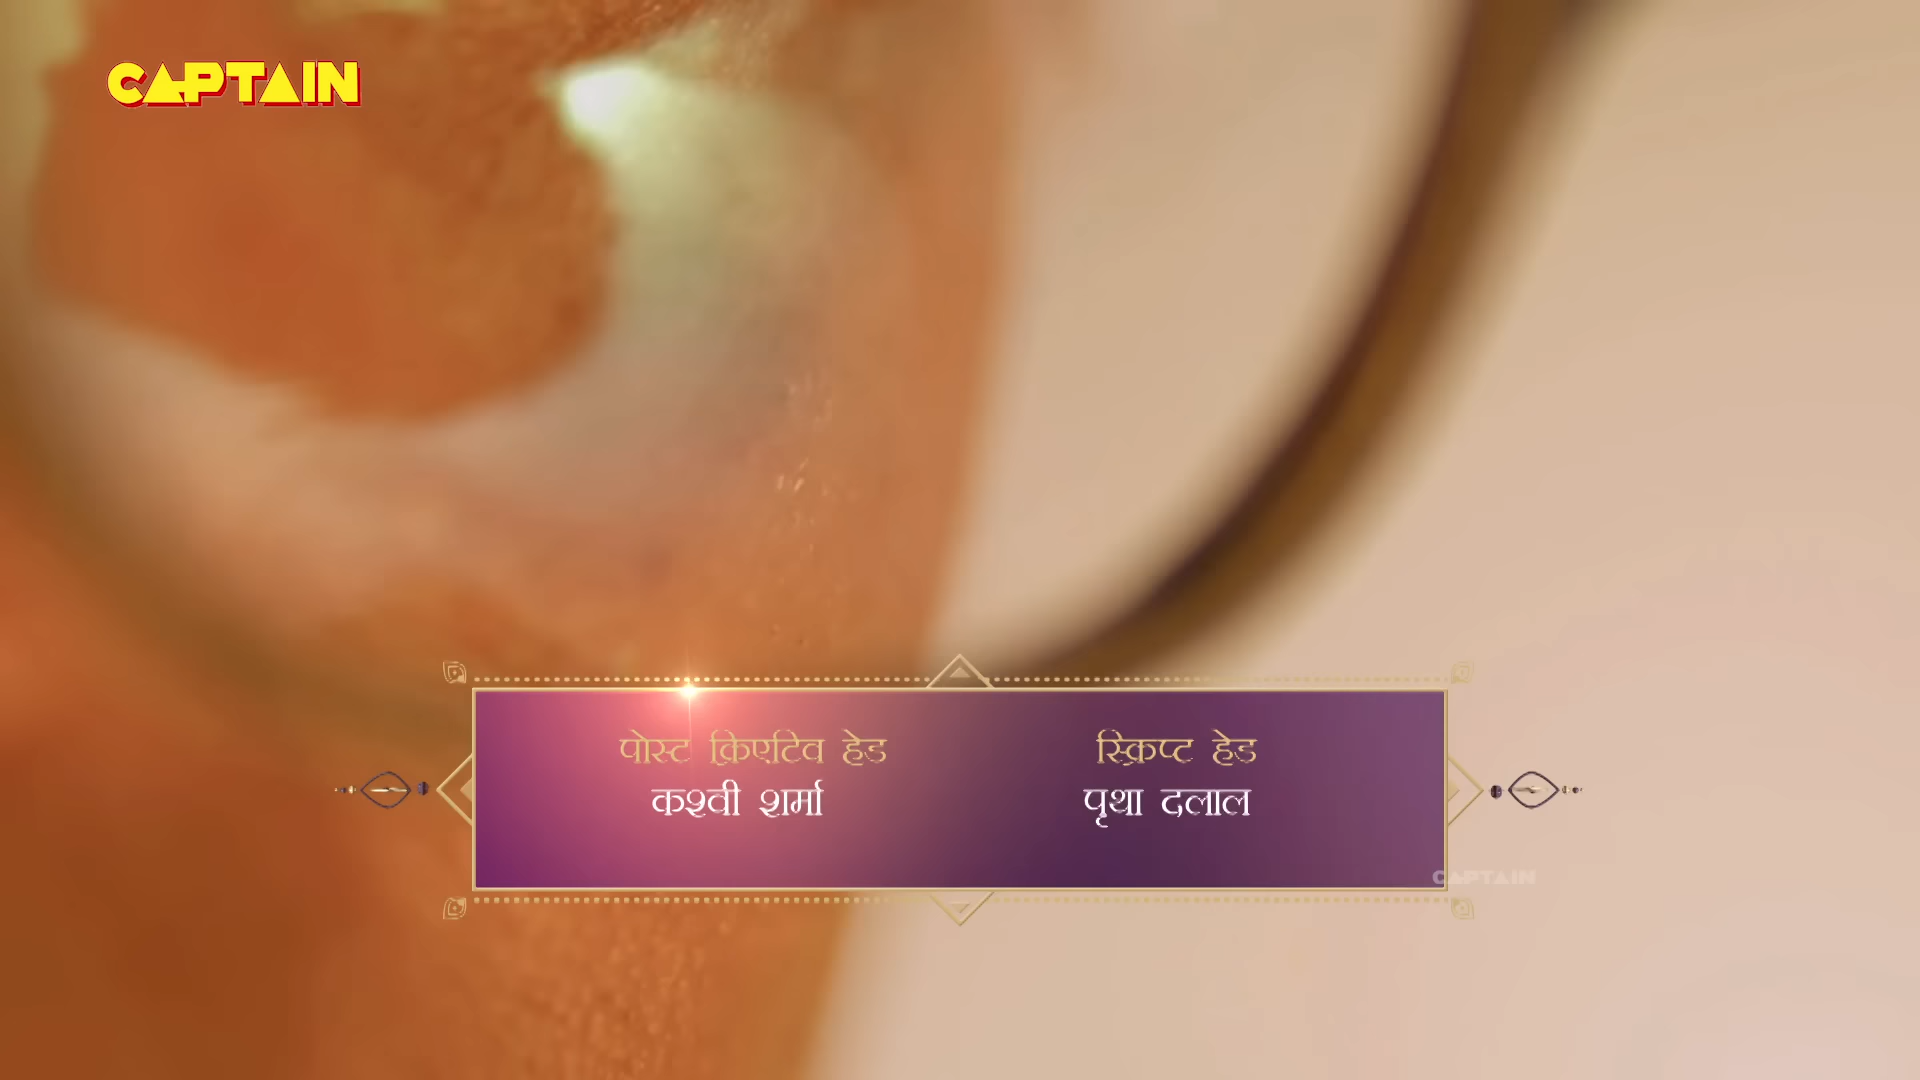 CAPTAIN
पोस्ट क्रिएटिव हेड
कश्वी शर्मा
स्क्रिप्ट हेड
पृथा दलाल
CAPTAIN